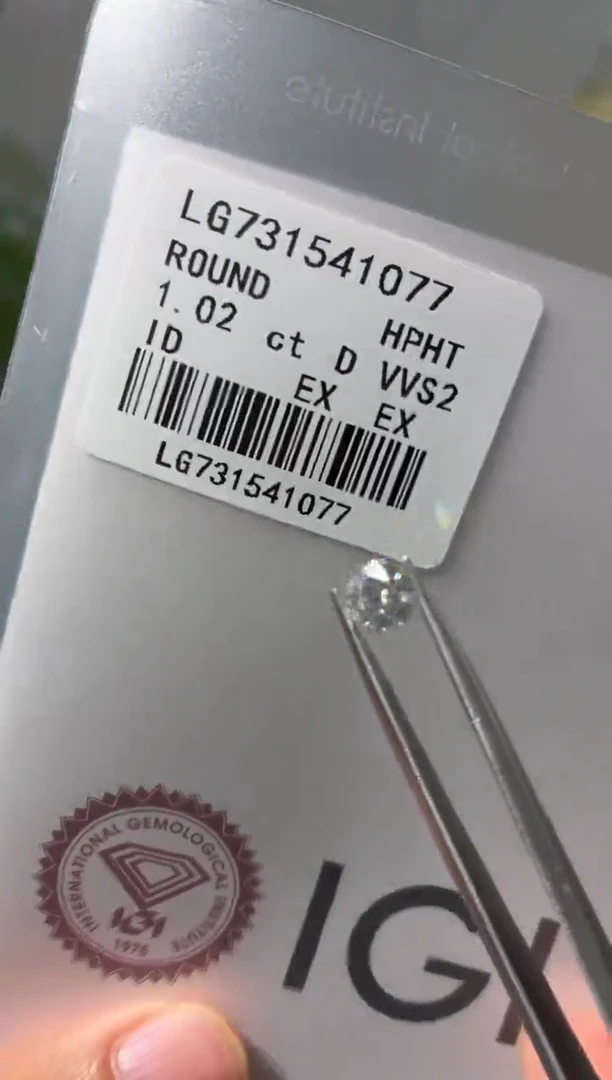 LG731541077
ROUND HPHT
1.02 ct D VVS2
ID EX EX
LG731541077
INTERNATIONAL GEMOLOGICAL INSTITUTE
IGI
1975
IGI